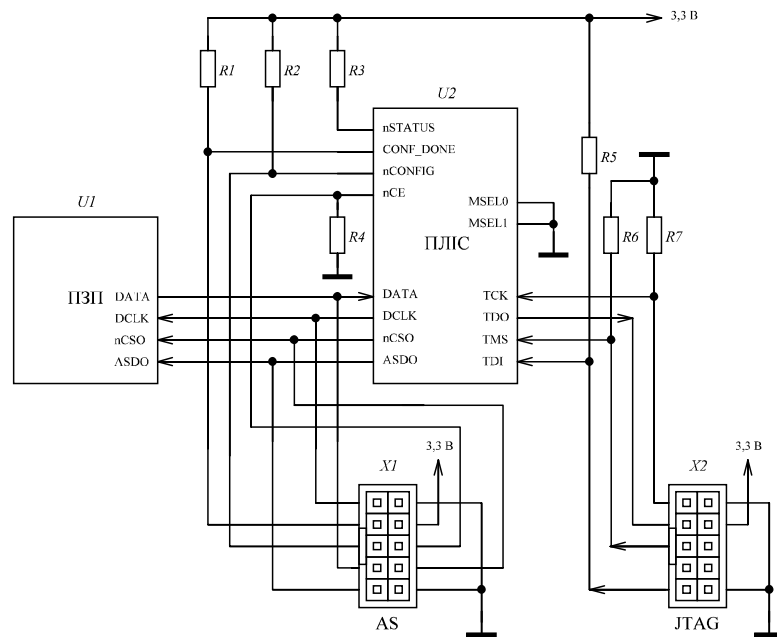 3,3 В
R1
R2
R3
U2
nSTATUS
CONF_DONE
nCONFIG
nCE
R5
U1
MSEL0
MSEL1
R4
ПЛІС
R6
R7
ПЗП
DATA
DCLK
nCSO
ASDO
DATA
DCLK
nCSO
ASDO
TCK
TDO
TMS
TDI
3,3 В
3,3 В
X1
X2
AS
JTAG